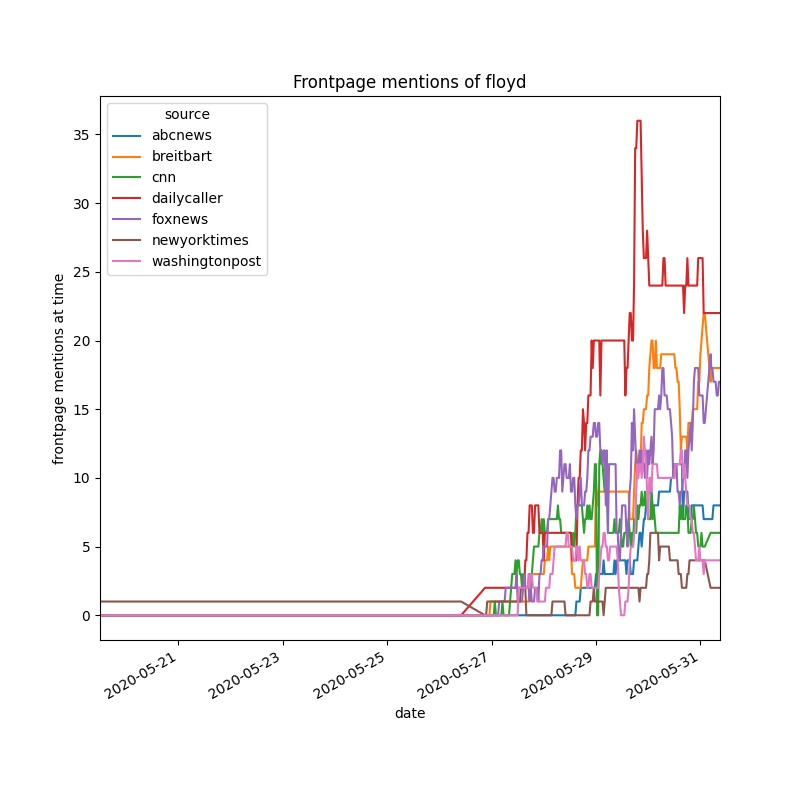 Frontpage mentions of floyd
source
abcnews
breitbart
cnn
dailycaller
foxnews
newyorktimes
washingtonpost
35
30
25
20
15
10
5
0
frontpage mentions at time
2020-05-21
2020-05-23
2020-05-25
2020-05-27
2020-05-29
2020-05-31
date